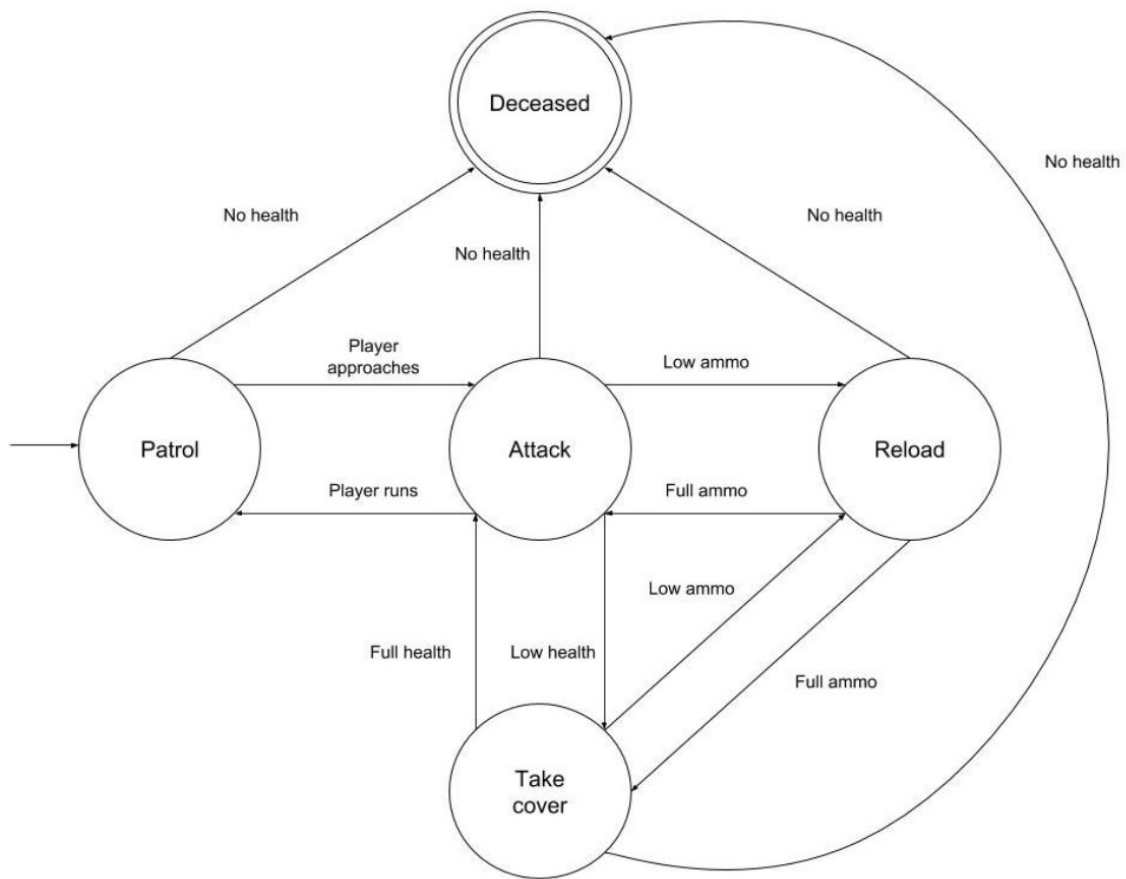 Deceased
No health
No health
No health
No health
Player
approaches
Low ammo
Patrol
Attack
Reload
Player runs
Full ammo
Low ammo
Full health
Low health
Full ammo
Take
cover